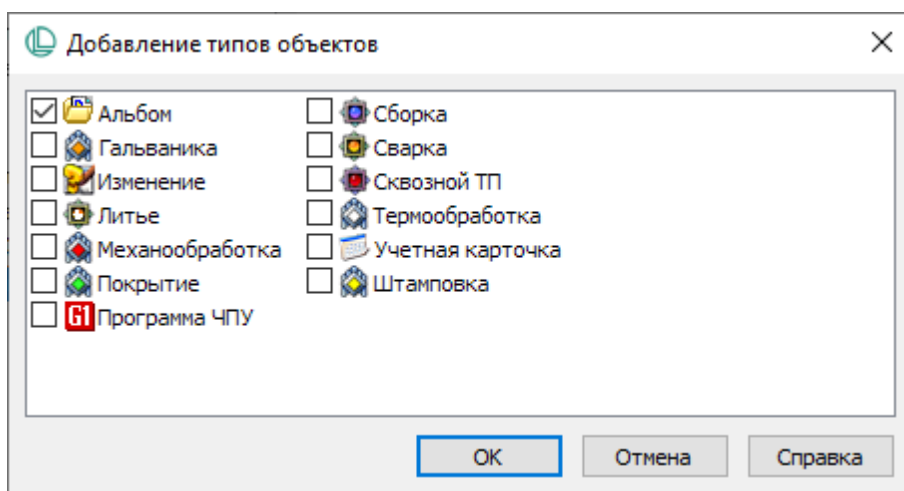 Добавление типов объектов
Альбом
Гальваника
Изменение
Литье
Механообработка
Покрытие
G1 Программа ЧПУ
Сборка
Сварка
Сквозной ТП
Термообработка
Учетная карточка
Штамповка
ОК
Отмена
Справка